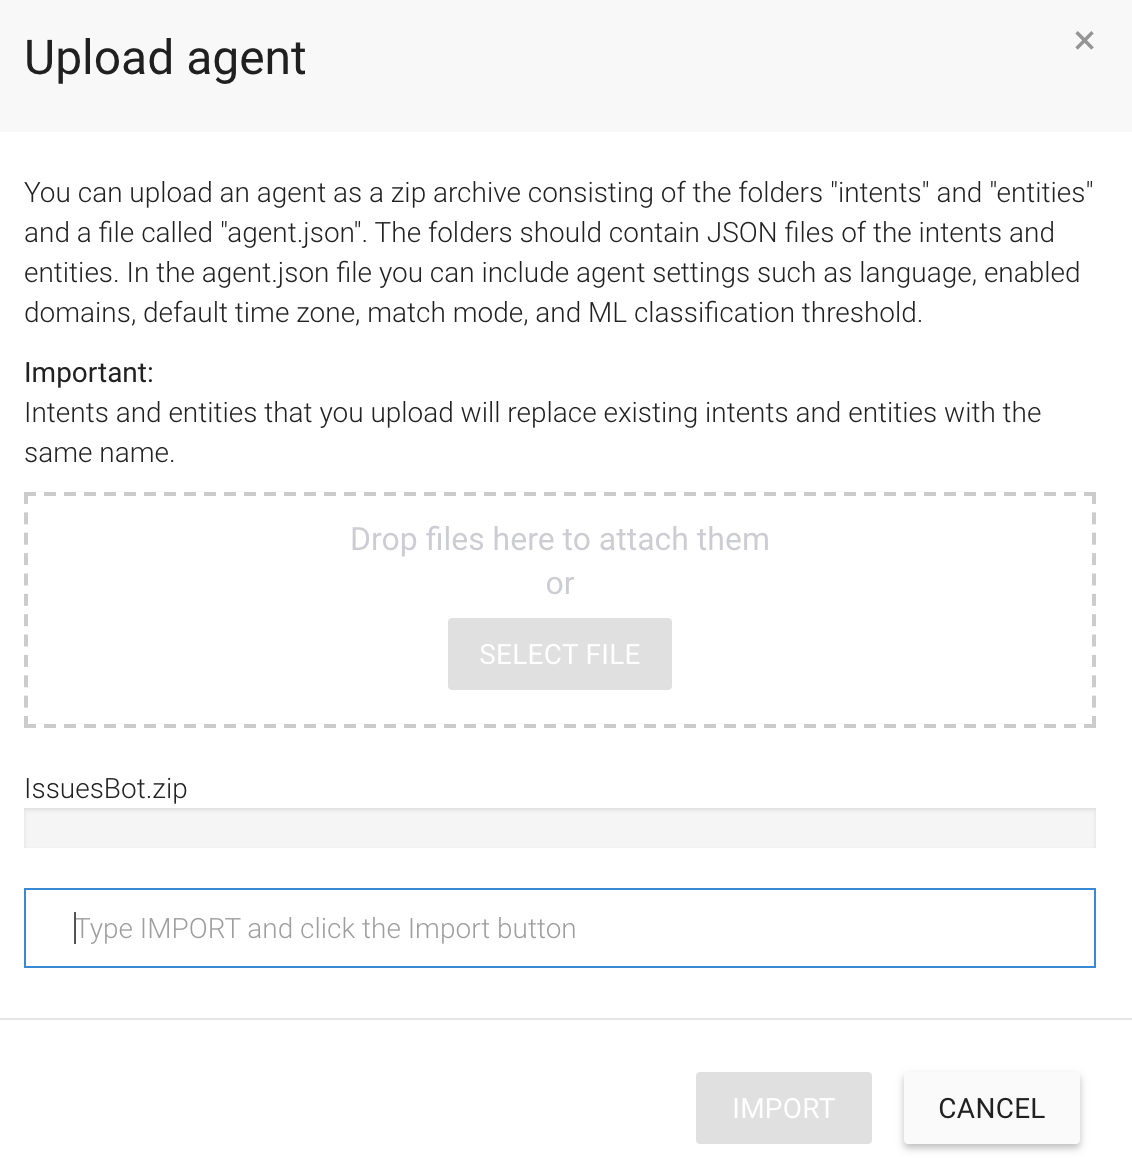 Upload agent
×
You can upload an agent as a zip archive consisting of the folders "intents" and "entities"
and a file called "agent.json". The folders should contain JSON files of the intents and
entities. In the agent.json file you can include agent settings such as language, enabled
domains, default time zone, match mode, and ML classification threshold.
Important:
Intents and entities that you upload will replace existing intents and entities with the
same name.
Drop files here to attach them
or
SELECT FILE
IssuesBot.zip
Type IMPORT and click the Import button
IMPORT
CANCEL